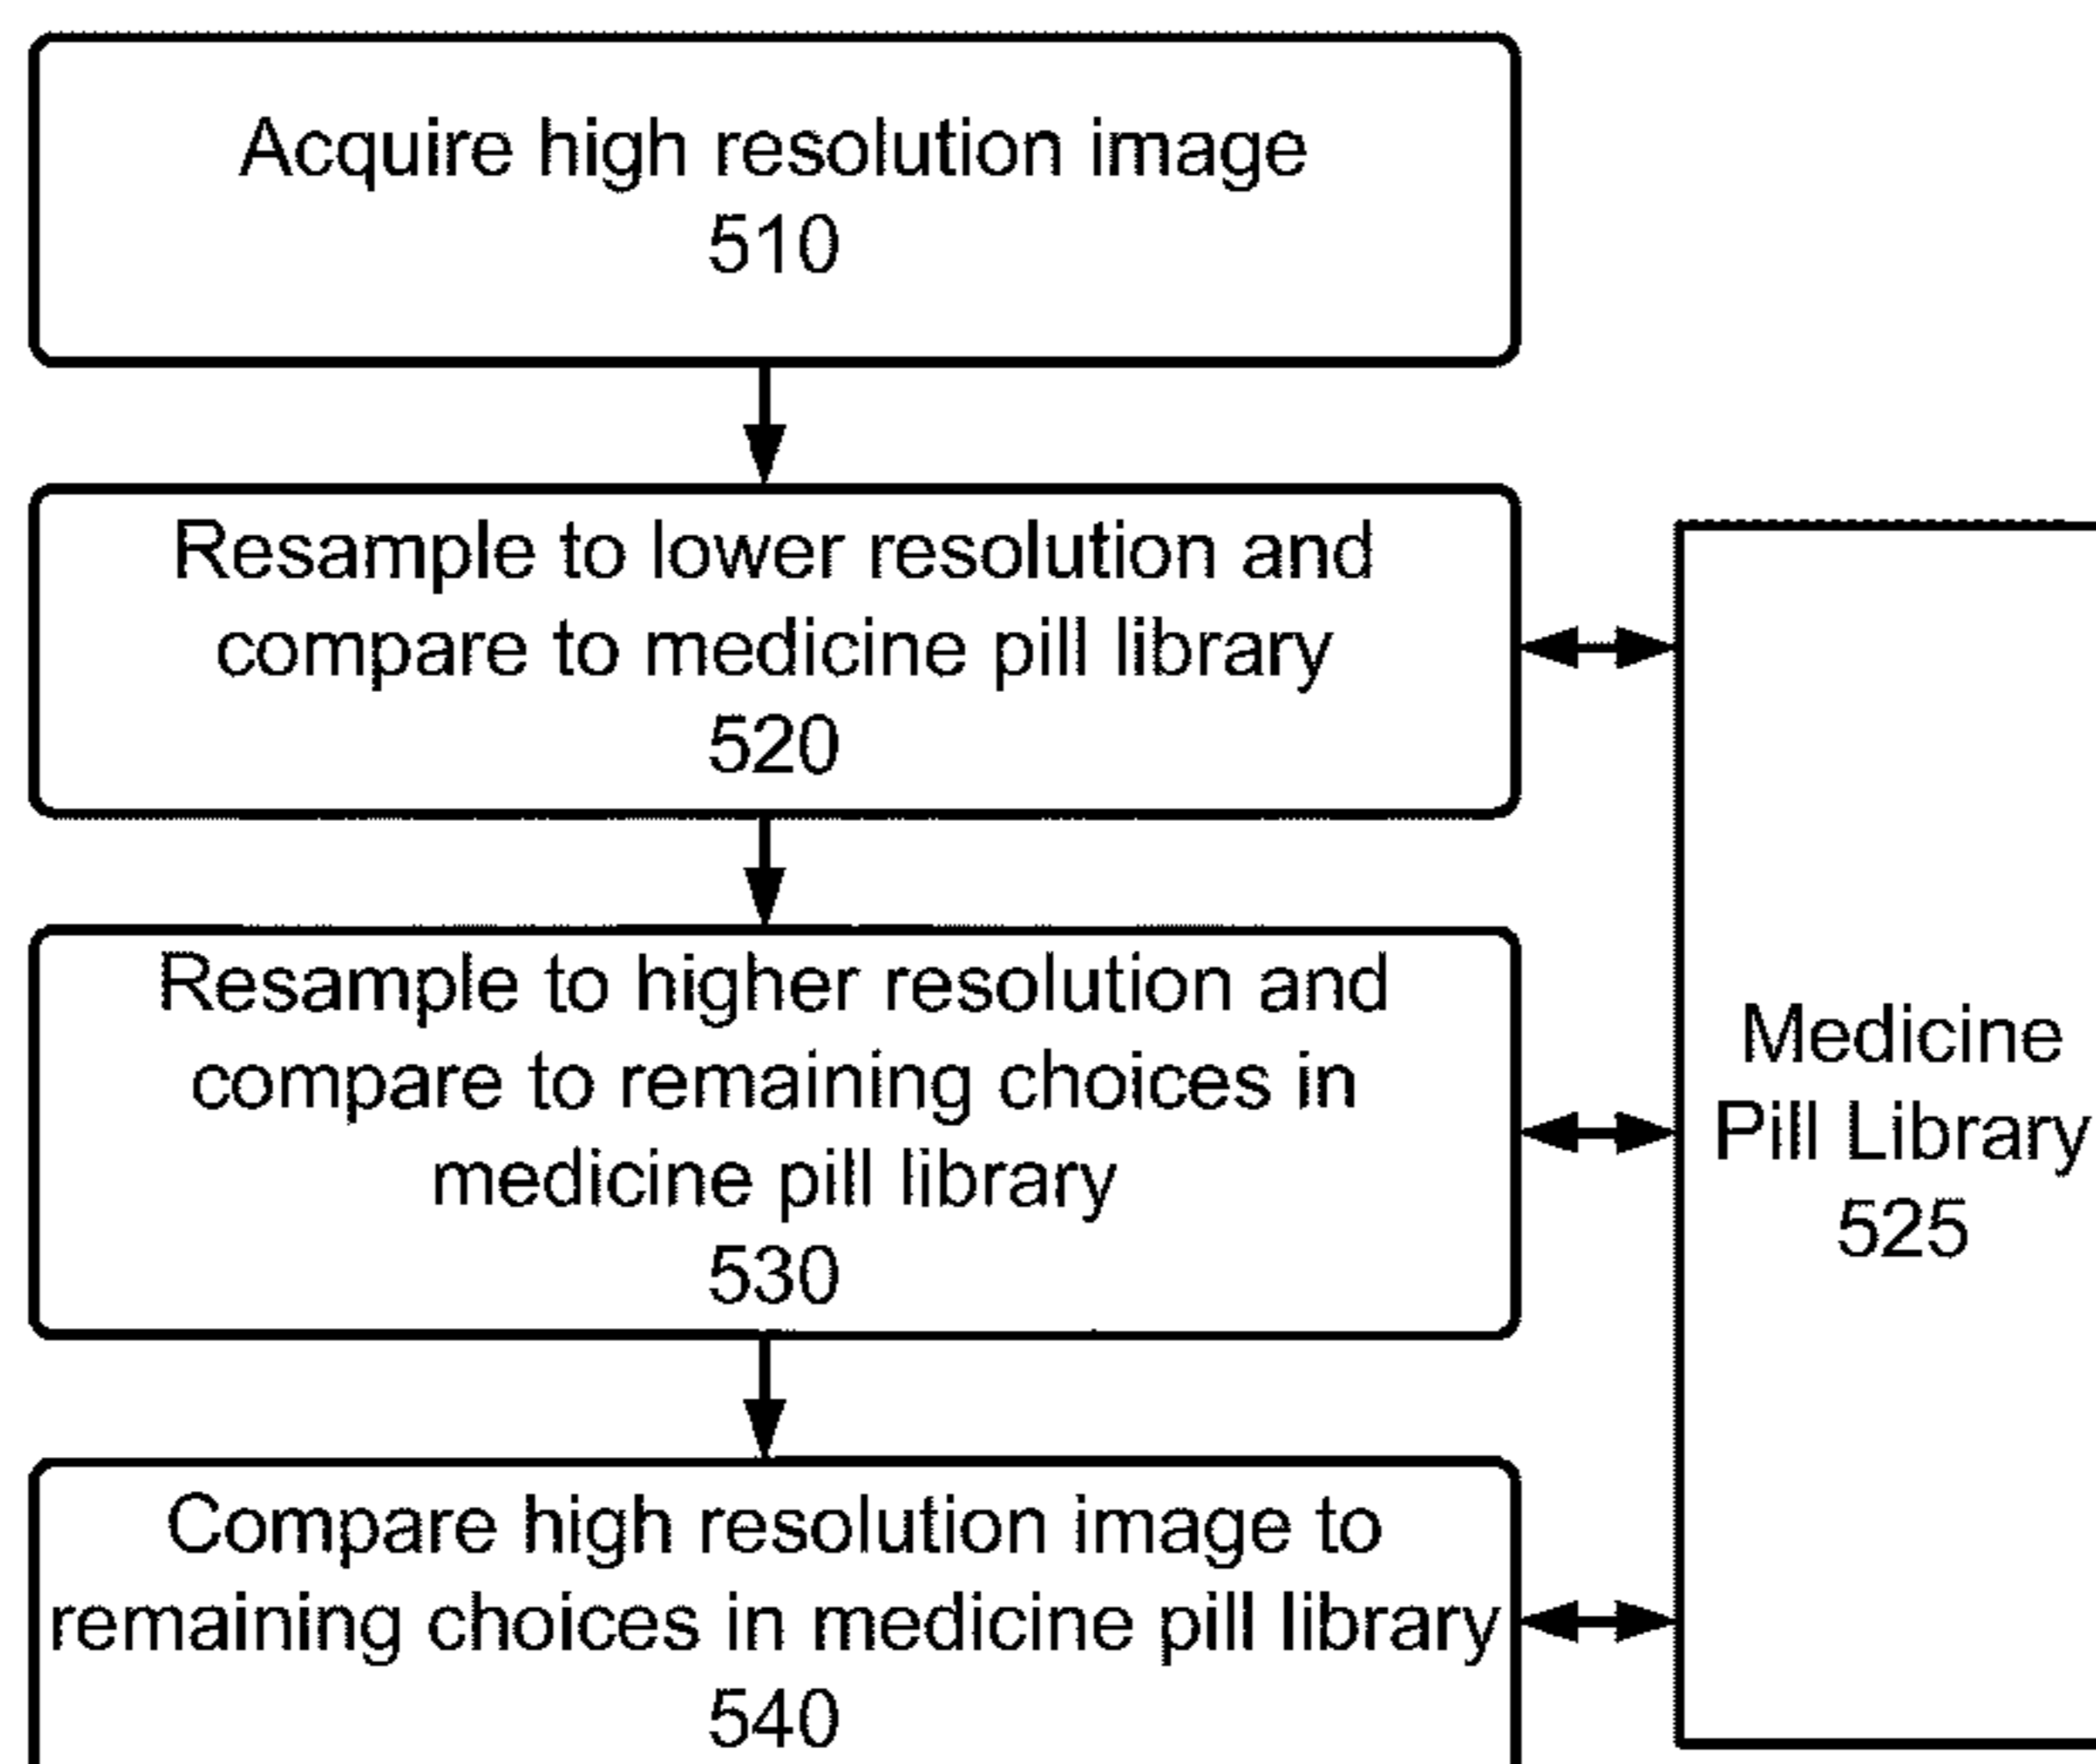 Acquire high resolution image
510
Resample to lower resolution and
compare to medicine pill library
520
Resample to higher resolution and
compare to remaining choices in
medicine pill library
530
Compare high resolution image to
remaining choices in medicine pill library
540
Medicine
Pill Library
525